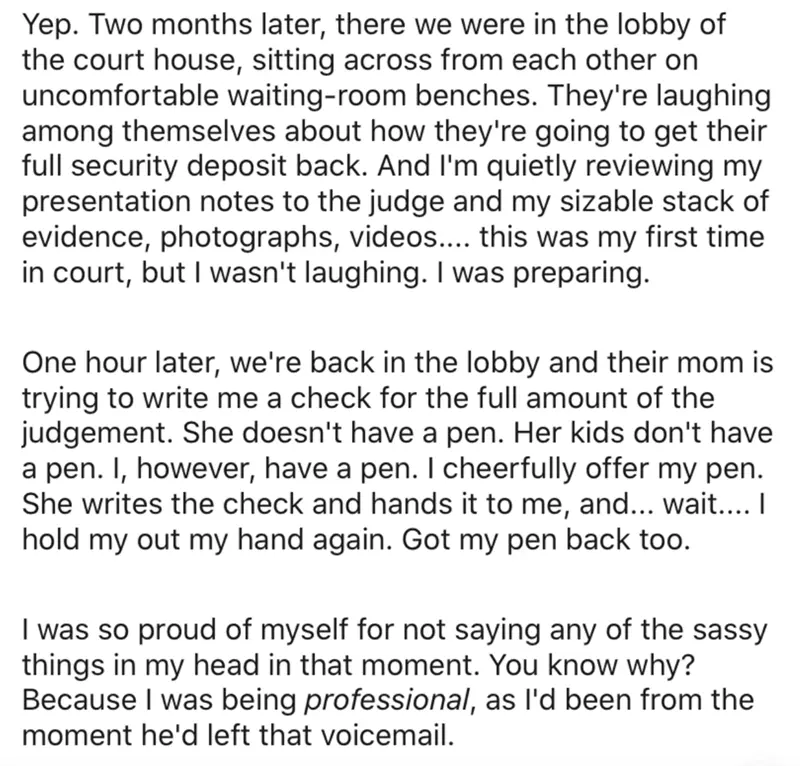 Yep. Two months later, there we were in the lobby of
the court house, sitting across from each other on
uncomfortable waiting-room benches. They're laughing
among themselves about how they're going to get their
full security deposit back. And I'm quietly reviewing my
presentation notes to the judge and my sizable stack of
evidence, photographs, videos.... this was my first time
in court, but I wasn't laughing. I was preparing.
One hour later, we're back in the lobby and their mom is
trying to write me a check for the full amount of the
judgement. She doesn't have a pen. Her kids don't have
a pen. I, however, have a pen. I cheerfully offer my pen.
She writes the check and hands it to me, and... wait.... I
hold my out my hand again. Got my pen back too.
I was so proud of myself for not saying any of the sassy
things in my head in that moment. You know why?
Because I was being professional, as I'd been from the
moment he'd left that voicemail.